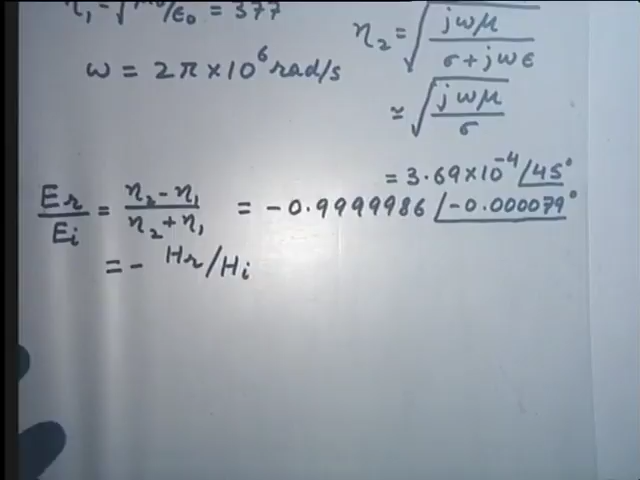 η₁ = √μ₀/ε₀ = 377
η₂ = √(jωμ / σ + jωε)
ω = 2π × 10⁶ rad/s
≃ √(jωμ / σ)
= 3.69×10⁻⁴ ∠45°
Er/Ei = (η₂ − η₁)/(η₂ + η₁) = −0.9999986 ∠−0.000079°
= − Hr/Hi